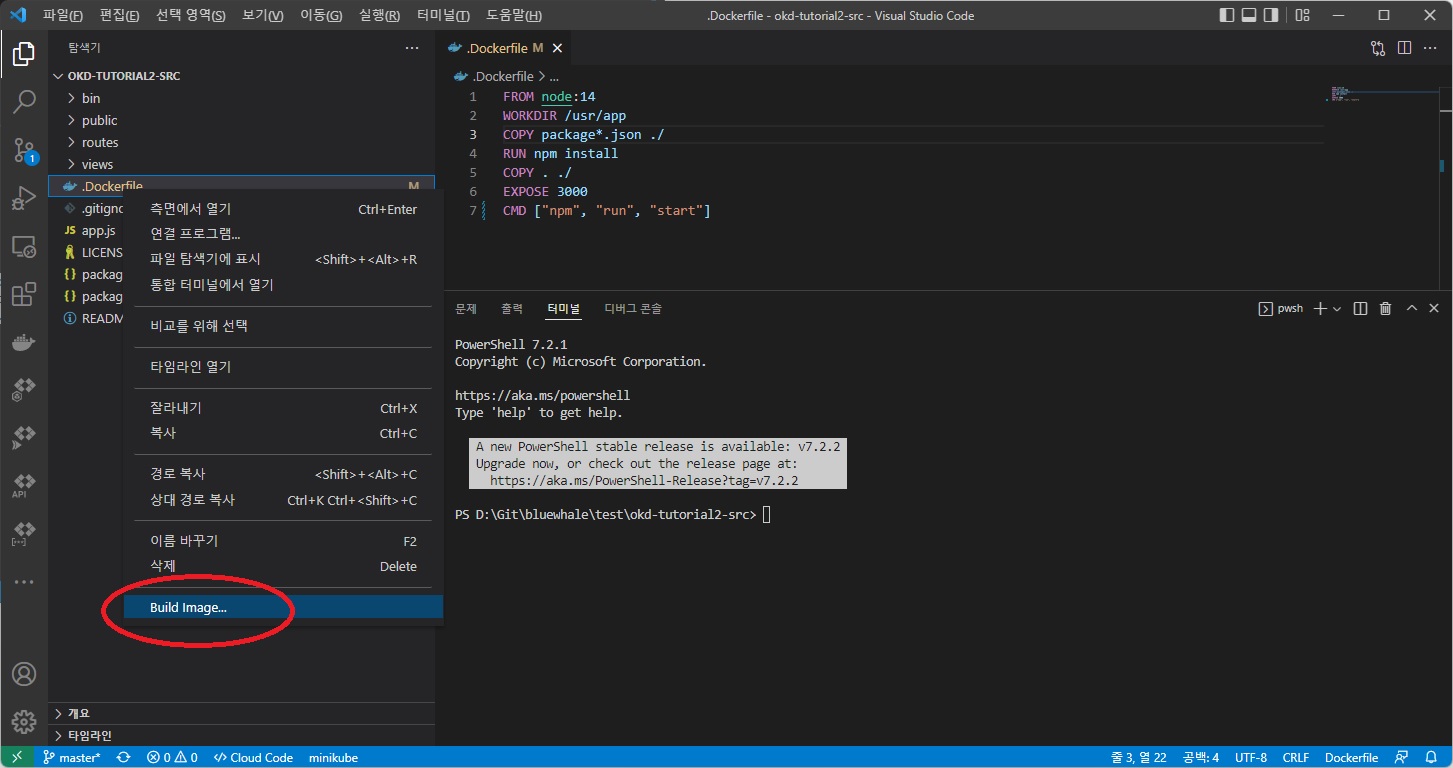 파일(F) 편집(E) 선택 영역(S) 보기(V) 이동(G) 실행(R) 터미널(T) 도움말(H)
.Dockerfile - okd-tutorial2-src - Visual Studio Code
탐색기
OKD-TUTORIAL2-SRC
bin
public
routes
views
.Dockerfile M
.gitigno
app.js
LICENS
packag
packag
READM
JS
1
API
측면에서 열기 Ctrl+Enter
연결 프로그램...
파일 탐색기에 표시 <Shift>+<Alt>+R
통합 터미널에서 열기
비교를 위해 선택
타임라인 열기
잘라내기 Ctrl+X
복사 Ctrl+C
경로 복사 <Shift>+<Alt>+C
상대 경로 복사 Ctrl+K Ctrl+<Shift>+C
이름 바꾸기 F2
삭제 Delete
Build Image...
개요
타임라인
.Dockerfile M
.Dockerfile > ...
1 FROM node:14
2 WORKDIR /usr/app
3 COPY package*.json ./
4 RUN npm install
5 COPY . ./
6 EXPOSE 3000
7 CMD ["npm", "run", "start"]
문제 출력 터미널 디버그 콘솔
pwsh
PowerShell 7.2.1
Copyright (c) Microsoft Corporation.
https://aka.ms/powershell
Type 'help' to get help.
A new PowerShell stable release is available: v7.2.2
Upgrade now, or check out the release page at:
https://aka.ms/PowerShell-Release?tag=v7.2.2
PS D:\Git\bluewhale\test\okd-tutorial2-src>
master* 0 0 Cloud Code minikube
줄 3, 열 22 공백: 4 UTF-8 CRLF Dockerfile